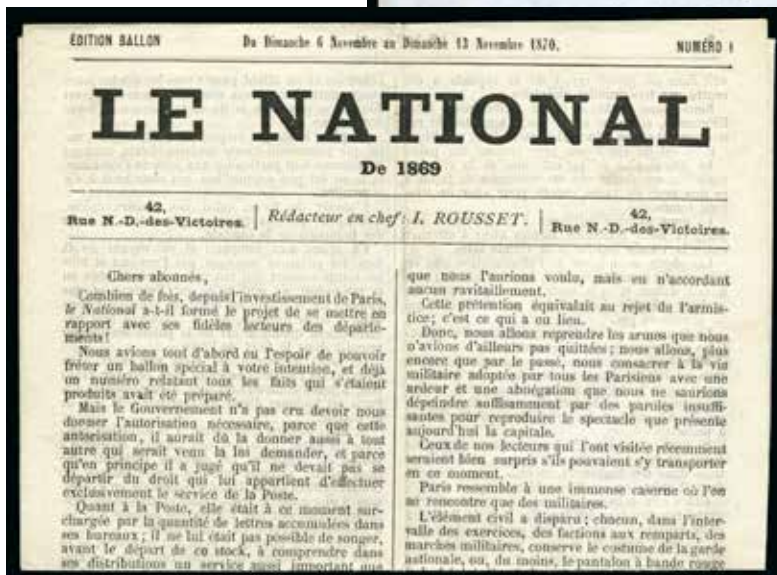 ÉDITION BALLON Du Dimanche 6 Novembre au Dimanche 13 Novembre 1870. NUMÉRO 1
LE NATIONAL
De 1869
42,
Rue N.-D.-des-Victoires.
Rédacteur en chef: I. ROUSSET.
42,
Rue N.-D.-des-Victoires.
Chers abonnés,
Combien de fois, depuis l'investissement de Paris,
le National a-t-il formé le projet de se mettre en
rapport avec ses fidèles lecteurs des départe-
ments!
Nous avions tout d'abord eu l'espoir de pouvoir
fréter un ballon spécial à votre intention, et déjà
un numéro relatant tous les faits qui s'étaient
produits avait été préparé.
Mais le Gouvernement n'a pas cru devoir nous
donner l'autorisation nécessaire, parce que cette
autorisation, il aurait dû la donner aussi à tout
autre qui serait venu la lui demander, et parce
qu'en principe il a jugé qu'il ne devait pas se
départir du droit qui lui appartient d'effectuer
exclusivement le service de la Poste.
Quant à la Poste, elle était à ce moment sur-
chargée par la quantité de lettres accumulées dans
ses bureaux; il ne lui était pas possible de songer,
avant le départ de ce stock, à comprendre dans
ses distributions un service aussi important que
que nous l'aurions voulu, mais en n'accordant
aucun ravitaillement.
Cette prétention équivalait au rejet de l'armis-
tice; c'est ce qui a eu lieu.
Donc, nous allons reprendre les armes que nous
n'avions d'ailleurs pas quittées; nous allons, plus
encore que par le passé, nous consacrer à la vie
militaire adoptée par tous les Parisiens avec une
ardeur et une abnégation que nous ne saurions
dépeindre suffisamment par des paroles insuffi-
santes pour reproduire le spectacle que présente
aujourd'hui la capitale.
Ceux de nos lecteurs qui l'ont visitée récemment
seraient bien surpris s'ils pouvaient s'y transporter
en ce moment.
Paris ressemble à une immense caserne où l'on
ne rencontre que des militaires.
L'élément civil a disparu; chacun, dans l'inter-
valle des exercices, des factions aux remparts, des
marches militaires, conserve le costume de la garde
nationale, ou, du moins, le pantalon à bande rouge